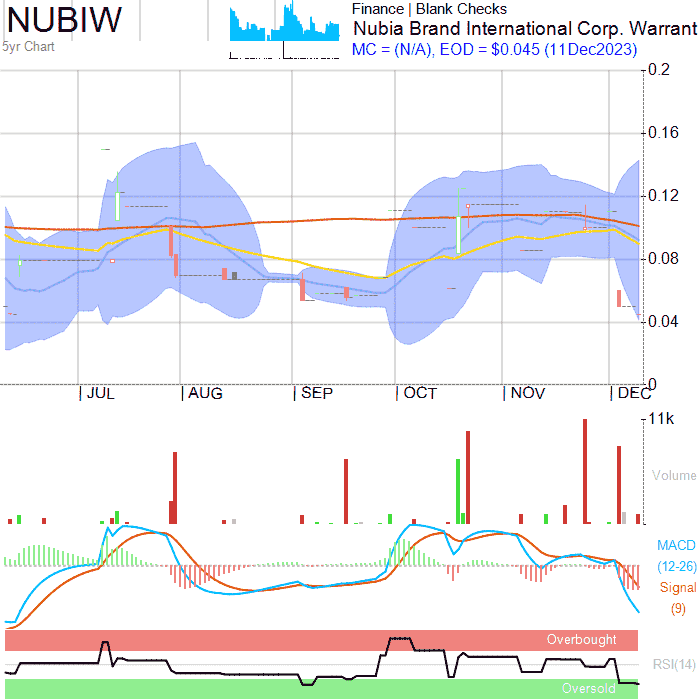 NUBIW
5yr Chart
Finance | Blank Checks
Nubia Brand International Corp. Warrant
MC = (N/A), EOD = $0.045 (11Dec2023)
0.2
0.16
0.12
0.08
0.04
0
JUL AUG SEP OCT NOV DEC
11k
Volume
MACD
(12-26)
Signal
(9)
Overbought
RSI(14)
Oversold